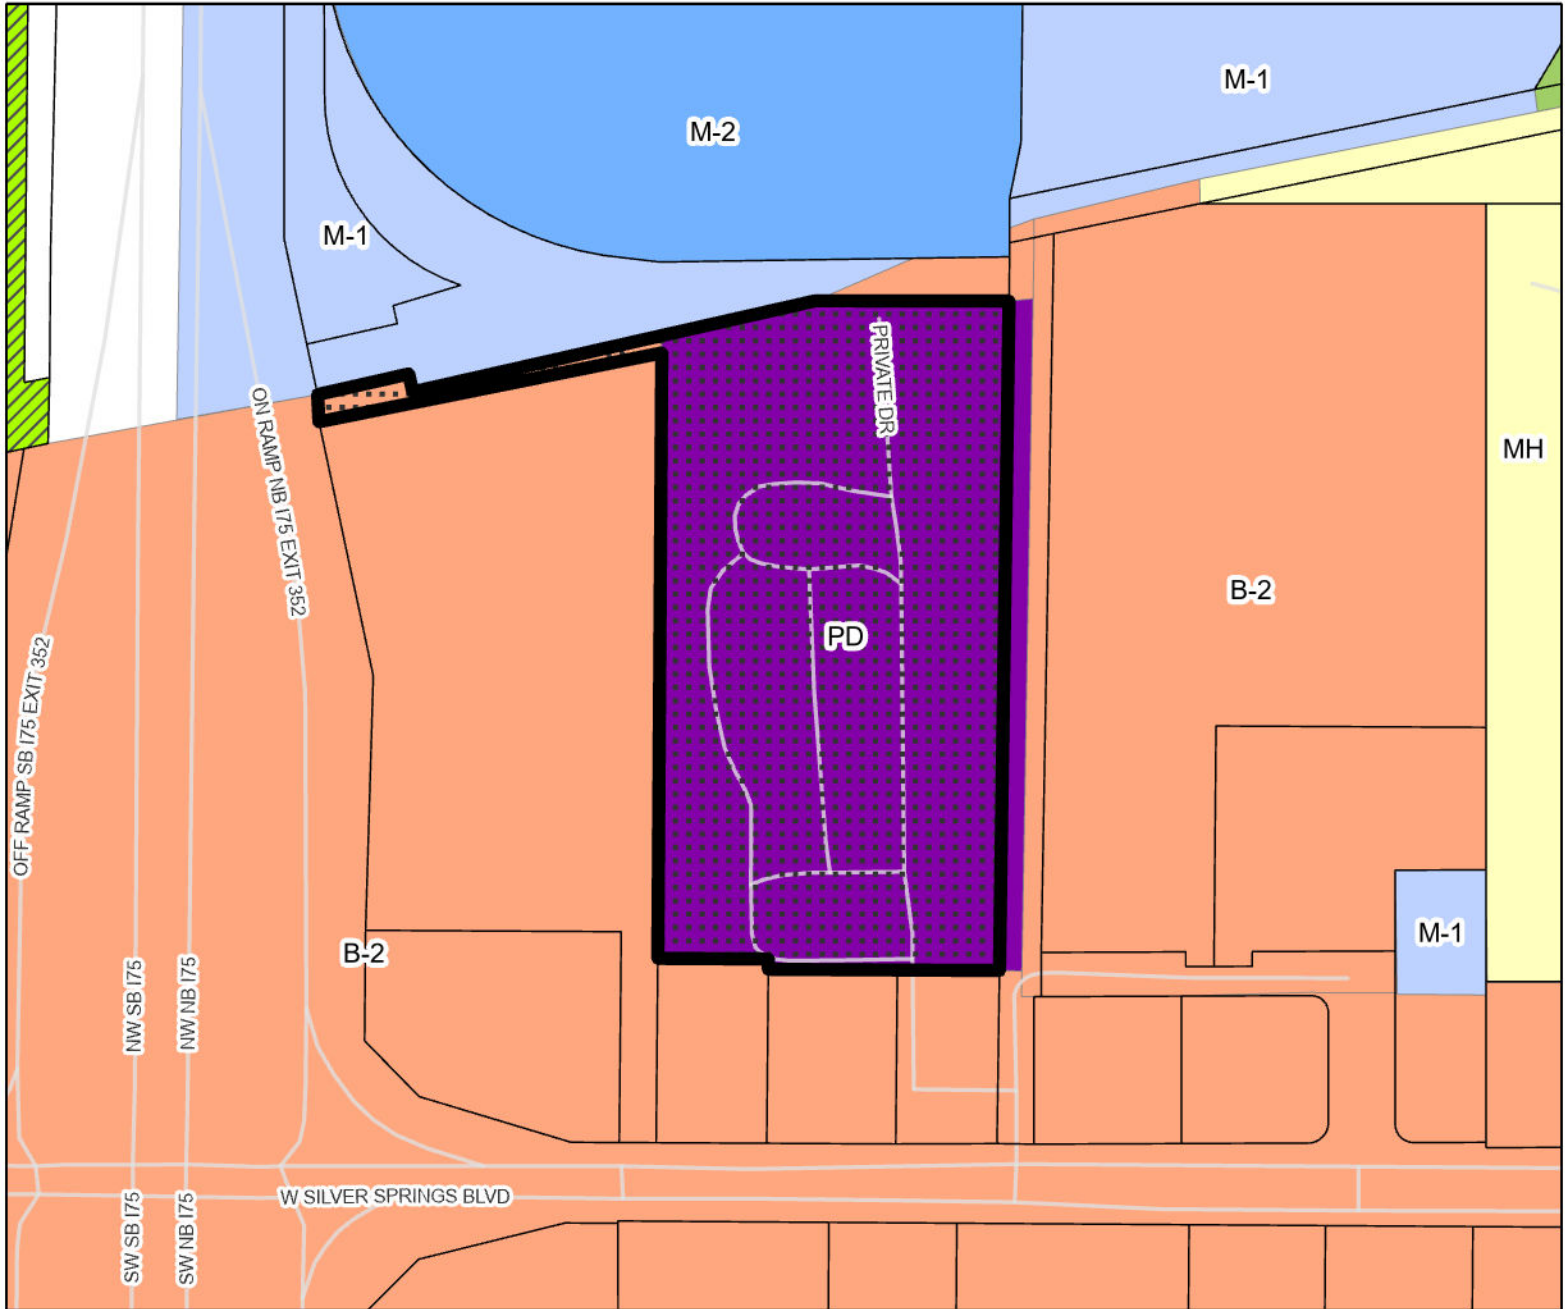 M-1
M-2
M-1
PRIVATE DR
ON RAMP NB I75 EXIT 352
MH
B-2
PD
OFF RAMP SB I75 EXIT 352
M-1
B-2
NW SB I75
NW NB I75
W SILVER SPRINGS BLVD
SW SB I75
SW NB I75